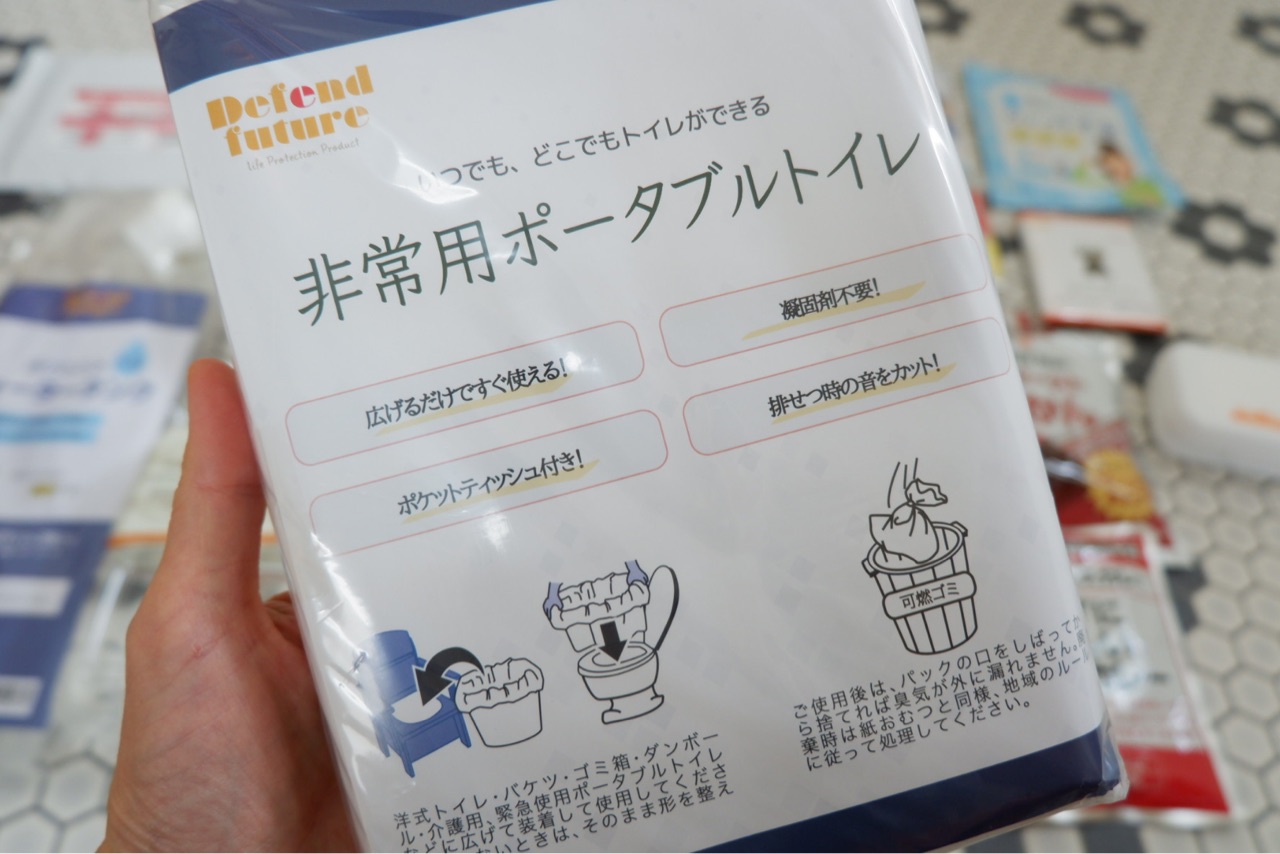 Defend
future
Life Protection Product
いつでも、どこでもトイレができる
非常用ポータブルトイレ
広げるだけですぐ使える!
凝固剤不要!
ポケットティッシュ付き!
排せつ時の音をカット!
可燃ゴミ
洋式トイレ・バケツ・ゴミ箱・ダンボー
ル・介護用、緊急使用ポータブルトイレ
などに広げて装着して使用してくださ
ないときは、そのまま形を整え
ご使用後は、パックの口をしばってか
ら捨てれば臭気が外に漏れません。廃
棄時は紙おむつと同様、地域のルール
に従って処理してください。